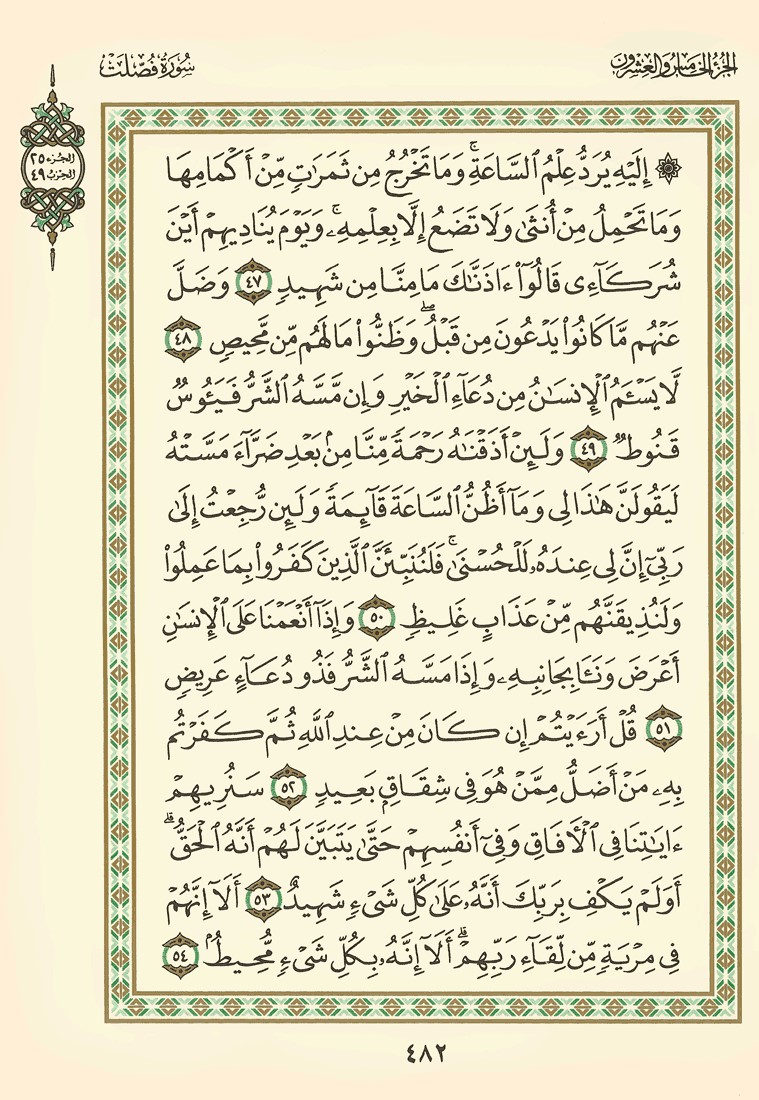 الجزء الخامس والعشرون
سورة فصلت
الجزء ٢٥
الحزب ٤٩
۞ إِلَيْهِ يُرَدُّ عِلْمُ ٱلسَّاعَةِۚ وَمَا تَخْرُجُ مِن ثَمَرَٰتٍ مِّنْ أَكْمَامِهَا
وَمَا تَحْمِلُ مِنْ أُنثَىٰ وَلَا تَضَعُ إِلَّا بِعِلْمِهِۦۚ وَيَوْمَ يُنَادِيهِمْ أَيْنَ
شُرَكَآءِى قَالُوٓا۟ ءَاذَنَّـٰكَ مَا مِنَّا مِن شَهِيدٍ ٤٧ وَضَلَّ
عَنْهُم مَّا كَانُوا۟ يَدْعُونَ مِن قَبْلُۖ وَظَنُّوا۟ مَا لَهُم مِّن مَّحِيصٍ ٤٨
لَّا يَسْـَٔمُ ٱلْإِنسَـٰنُ مِن دُعَآءِ ٱلْخَيْرِ وَإِن مَّسَّهُ ٱلشَّرُّ فَيَـُٔوسٌ
قَنُوطٌ ٤٩ وَلَئِنْ أَذَقْنَـٰهُ رَحْمَةً مِّنَّا مِنۢ بَعْدِ ضَرَّآءَ مَسَّتْهُ
لَيَقُولَنَّ هَـٰذَا لِى وَمَآ أَظُنُّ ٱلسَّاعَةَ قَآئِمَةً وَلَئِن رُّجِعْتُ إِلَىٰ
رَبِّىٓ إِنَّ لِى عِندَهُۥ لَلْحُسْنَىٰۚ فَلَنُنَبِّئَنَّ ٱلَّذِينَ كَفَرُوا۟ بِمَا عَمِلُوا۟
وَلَنُذِيقَنَّهُم مِّنْ عَذَابٍ غَلِيظٍ ٥٠ وَإِذَآ أَنْعَمْنَا عَلَى ٱلْإِنسَـٰنِ
أَعْرَضَ وَنَـَٔا بِجَانِبِهِۦ وَإِذَا مَسَّهُ ٱلشَّرُّ فَذُو دُعَآءٍ عَرِيضٍ
٥١ قُلْ أَرَءَيْتُمْ إِن كَانَ مِنْ عِندِ ٱللَّهِ ثُمَّ كَفَرْتُم
بِهِۦ مَنْ أَضَلُّ مِمَّنْ هُوَ فِى شِقَاقٍۭ بَعِيدٍ ٥٢ سَنُرِيهِمْ
ءَايَـٰتِنَا فِى ٱلْـَٔافَاقِ وَفِىٓ أَنفُسِهِمْ حَتَّىٰ يَتَبَيَّنَ لَهُمْ أَنَّهُ ٱلْحَقُّۗ
أَوَلَمْ يَكْفِ بِرَبِّكَ أَنَّهُۥ عَلَىٰ كُلِّ شَىْءٍ شَهِيدٌ ٥٣ أَلَآ إِنَّهُمْ
فِى مِرْيَةٍ مِّن لِّقَآءِ رَبِّهِمْۗ أَلَآ إِنَّهُۥ بِكُلِّ شَىْءٍ مُّحِيطٌۢ ٥٤
٤٨٢